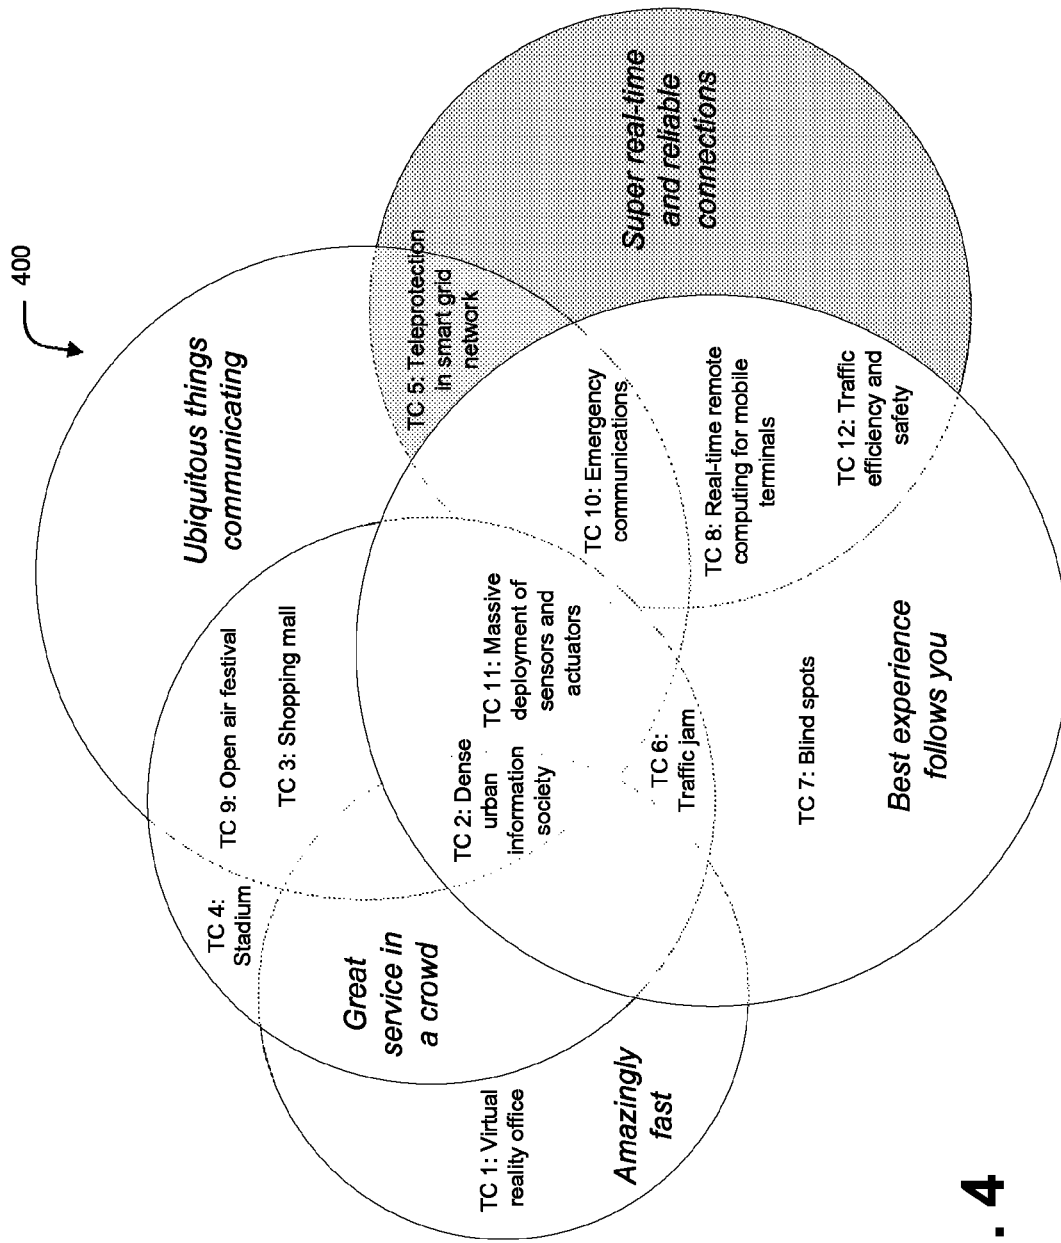 400
Ubiquitous things
communicating
Super real-time
and reliable
connections
TC 5: Teleprotection
in smart grid
network
TC 9: Open air festival
TC 3: Shopping mall
TC 4:
Stadium
Great
service in
a crowd
TC 1: Virtual
reality office
Amazingly
fast
TC 2: Dense
urban
information
society
TC 11: Massive
deployment of
sensors and
actuators
TC 10: Emergency
communications
TC 6:
Traffic jam
TC 8: Real-time remote
computing for mobile
terminals
TC 12: Traffic
efficiency and
safety
TC 7: Blind spots
Best experience
follows you
. 4